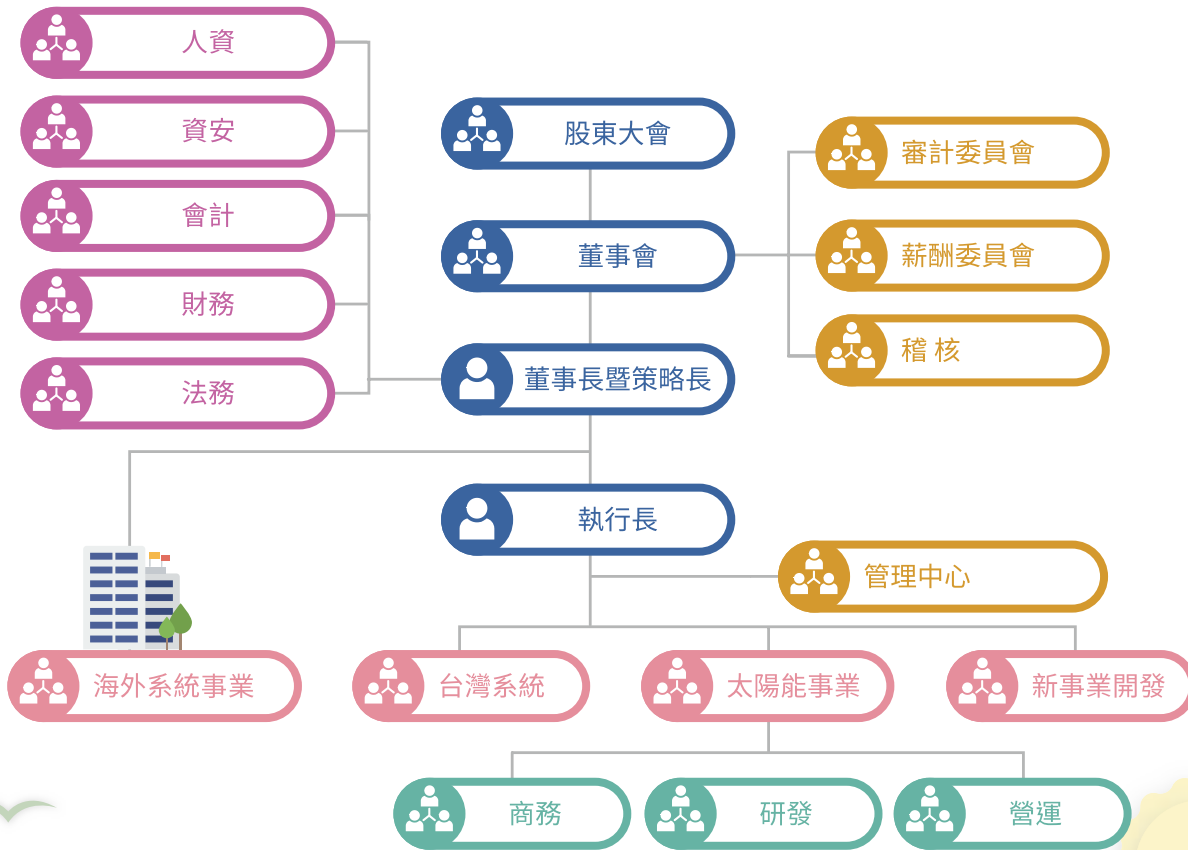 人資
資安
會計
財務
法務
股東大會
董事會
董事長暨策略長
執行長
審計委員會
薪酬委員會
稽 核
管理中心
海外系統事業
台灣系統
太陽能事業
新事業開發
商務
研發
營運